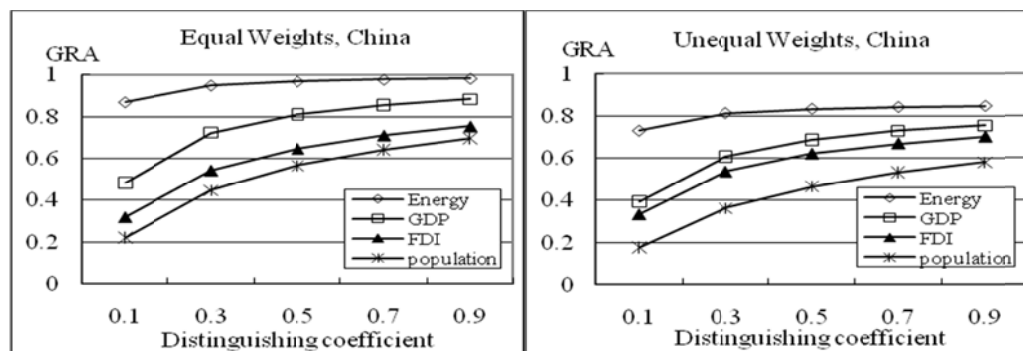 Equal Weights, China
GRA
1
0.8
0.6
0.4
0.2
0
Energy
GDP
FDI
population
0.1 0.3 0.5 0.7 0.9
Distinguishing coefficient
Unequal Weights, China
GRA
1
0.8
0.6
0.4
0.2
0
Energy
GDP
FDI
population
0.1 0.3 0.5 0.7 0.9
Distinguishing coefficient